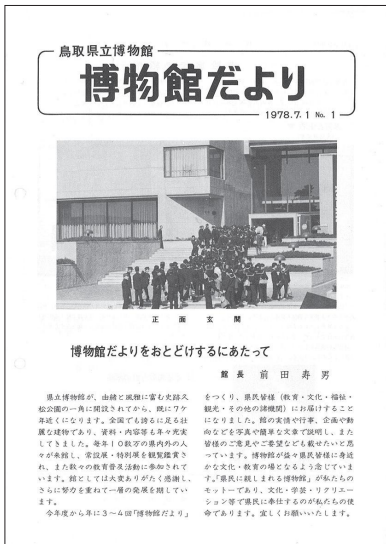 鳥取県立博物館
博物館だより
1978.7.1 No. 1
正面玄関
博物館だよりをおとどけするにあたって
館長 前田寿男
県立博物館が、由緒と風雅に富む史跡久
松公園の一角に開設されてから、既に7ケ
年近くになります。全国でも誇るに足る壮
麗な建物であり、資料・内容等も年々充実
してきました。毎年10数万の県内外の人
々が来館し、常設展・特別展を観覧鑑賞さ
れ、また数々の教育普及活動に参加されて
います。館としては大変ありがたく感謝し、
さらに努力を重ねて一層の発展を期してい
ます。
今年度から年に3~4回「博物館だより」
をつくり、県民皆様（教育・文化・福祉・
観光・その他の諸機関）にお届けすること
になりました。館の実情や行事、企画や動
向などを写真や簡単な文章で説明し、また
皆様のご意見やご要望なども載せたいと思
っています。博物館が益々県民皆様に身近
かな文化・教育の場となるよう念じていま
す。「県民に親しまれる博物館」が私たちの
モットーであり、文化・学芸・リクリエー
ション等で県民に奉仕するのが私たちの使
命であります。宜しくお願いいたします。